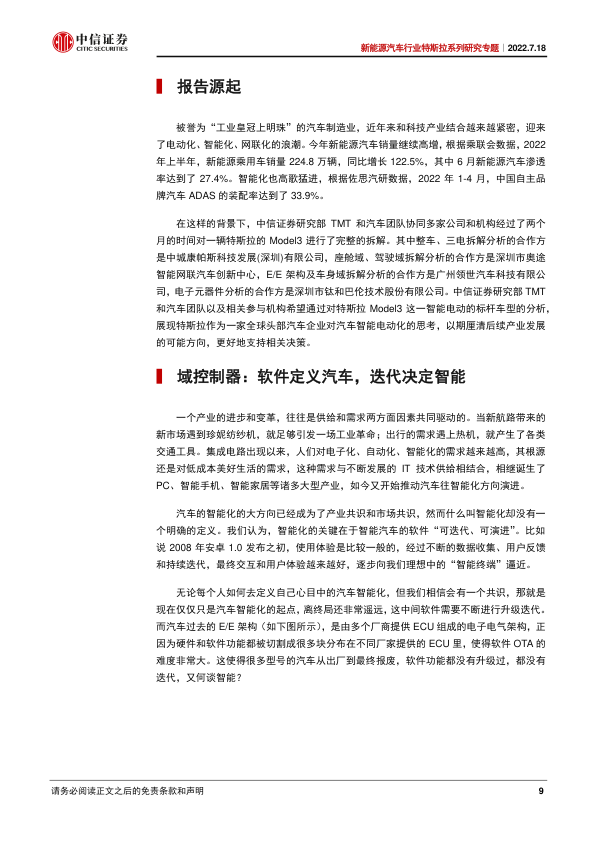 中信证券
CITIC SECURITIES
新能源汽车行业特斯拉系列研究专题|2022.7.18
报告源起
被誉为“工业皇冠上明珠”的汽车制造业，近年来和科技产业结合越来越紧密，迎来
了电动化、智能化、网联化的浪潮。今年新能源汽车销量继续高增，根据乘联会数据，2022
年上半年，新能源乘用车销量 224.8 万辆，同比增长 122.5%，其中 6 月新能源汽车渗透
率达到了 27.4%。智能化也高歌猛进，根据佐思汽研数据，2022 年 1-4 月，中国自主品
牌汽车 ADAS 的装配率达到了 33.9%。
在这样的背景下，中信证券研究部 TMT 和汽车团队协同多家公司和机构经过了两个
月的时间对一辆特斯拉的 Model3 进行了完整的拆解。其中整车、三电拆解分析的合作方
是中城康帕斯科技发展(深圳)有限公司，座舱域、驾驶域拆解分析的合作方是深圳市奥途
智能网联汽车创新中心，E/E 架构及车身域拆解分析的合作方是广州领世汽车科技有限公
司，电子元器件分析的合作方是深圳市钛和巴伦技术股份有限公司。中信证券研究部 TMT
和汽车团队以及相关参与机构希望通过对特斯拉 Model3 这一智能电动的标杆车型的分析，
展现特斯拉作为一家全球头部汽车企业对汽车智能电动化的思考，以期厘清后续产业发展
的可能方向，更好地支持相关决策。
域控制器：软件定义汽车，迭代决定智能
一个产业的进步和变革，往往是供给和需求两方面因素共同驱动的。当新航路带来的
新市场遇到珍妮纺纱机，就足够引发一场工业革命；出行的需求遇上热机，就产生了各类
交通工具。集成电路出现以来，人们对电子化、自动化、智能化的需求越来越高，其根源
还是对低成本美好生活的需求，这种需求与不断发展的 IT 技术供给相结合，相继诞生了
PC、智能手机、智能家居等诸多大型产业，如今又开始推动汽车往智能化方向演进。
汽车的智能化的大方向已经成为了产业共识和市场共识，然而什么叫智能化却没有一
个明确的定义。我们认为，智能化的关键在于智能汽车的软件“可迭代、可演进”。比如
说 2008 年安卓 1.0 发布之初，使用体验是比较一般的，经过不断的数据收集、用户反馈
和持续迭代，最终交互和用户体验越来越好，逐步向我们理想中的“智能终端”逼近。
无论每个人如何去定义自己心目中的汽车智能化，但我们相信会有一个共识，那就是
现在仅仅只是汽车智能化的起点，离终局还非常遥远，这中间软件需要不断进行升级迭代。
而汽车过去的 E/E 架构（如下图所示），是由多个厂商提供 ECU 组成的电子电气架构，正
因为硬件和软件功能都被切割成很多块分布在不同厂家提供的 ECU 里，使得软件 OTA 的
难度非常大。这使得很多型号的汽车从出厂到最终报废，软件功能都没有升级过，都没有
迭代，又何谈智能？
请务必阅读正文之后的免责条款和声明
9